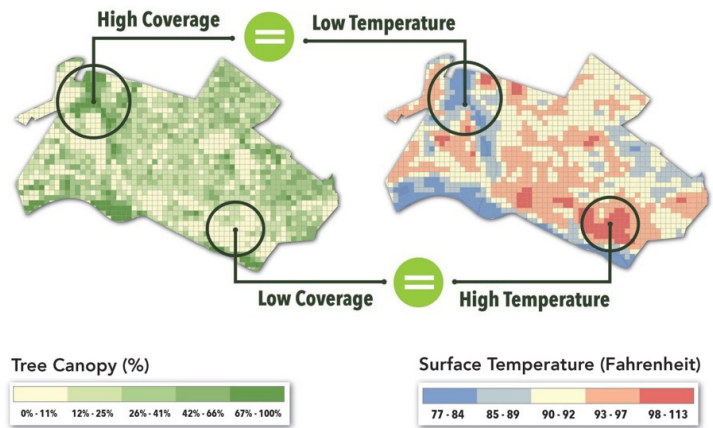 High Coverage
Low Temperature
Low Coverage
High Temperature
Tree Canopy (%)
0% - 11% 12% - 25% 26% - 41% 42% - 66% 67% - 100%
Surface Temperature (Fahrenheit)
77 - 84 85 - 89 90 - 92 93 - 97 98 - 113